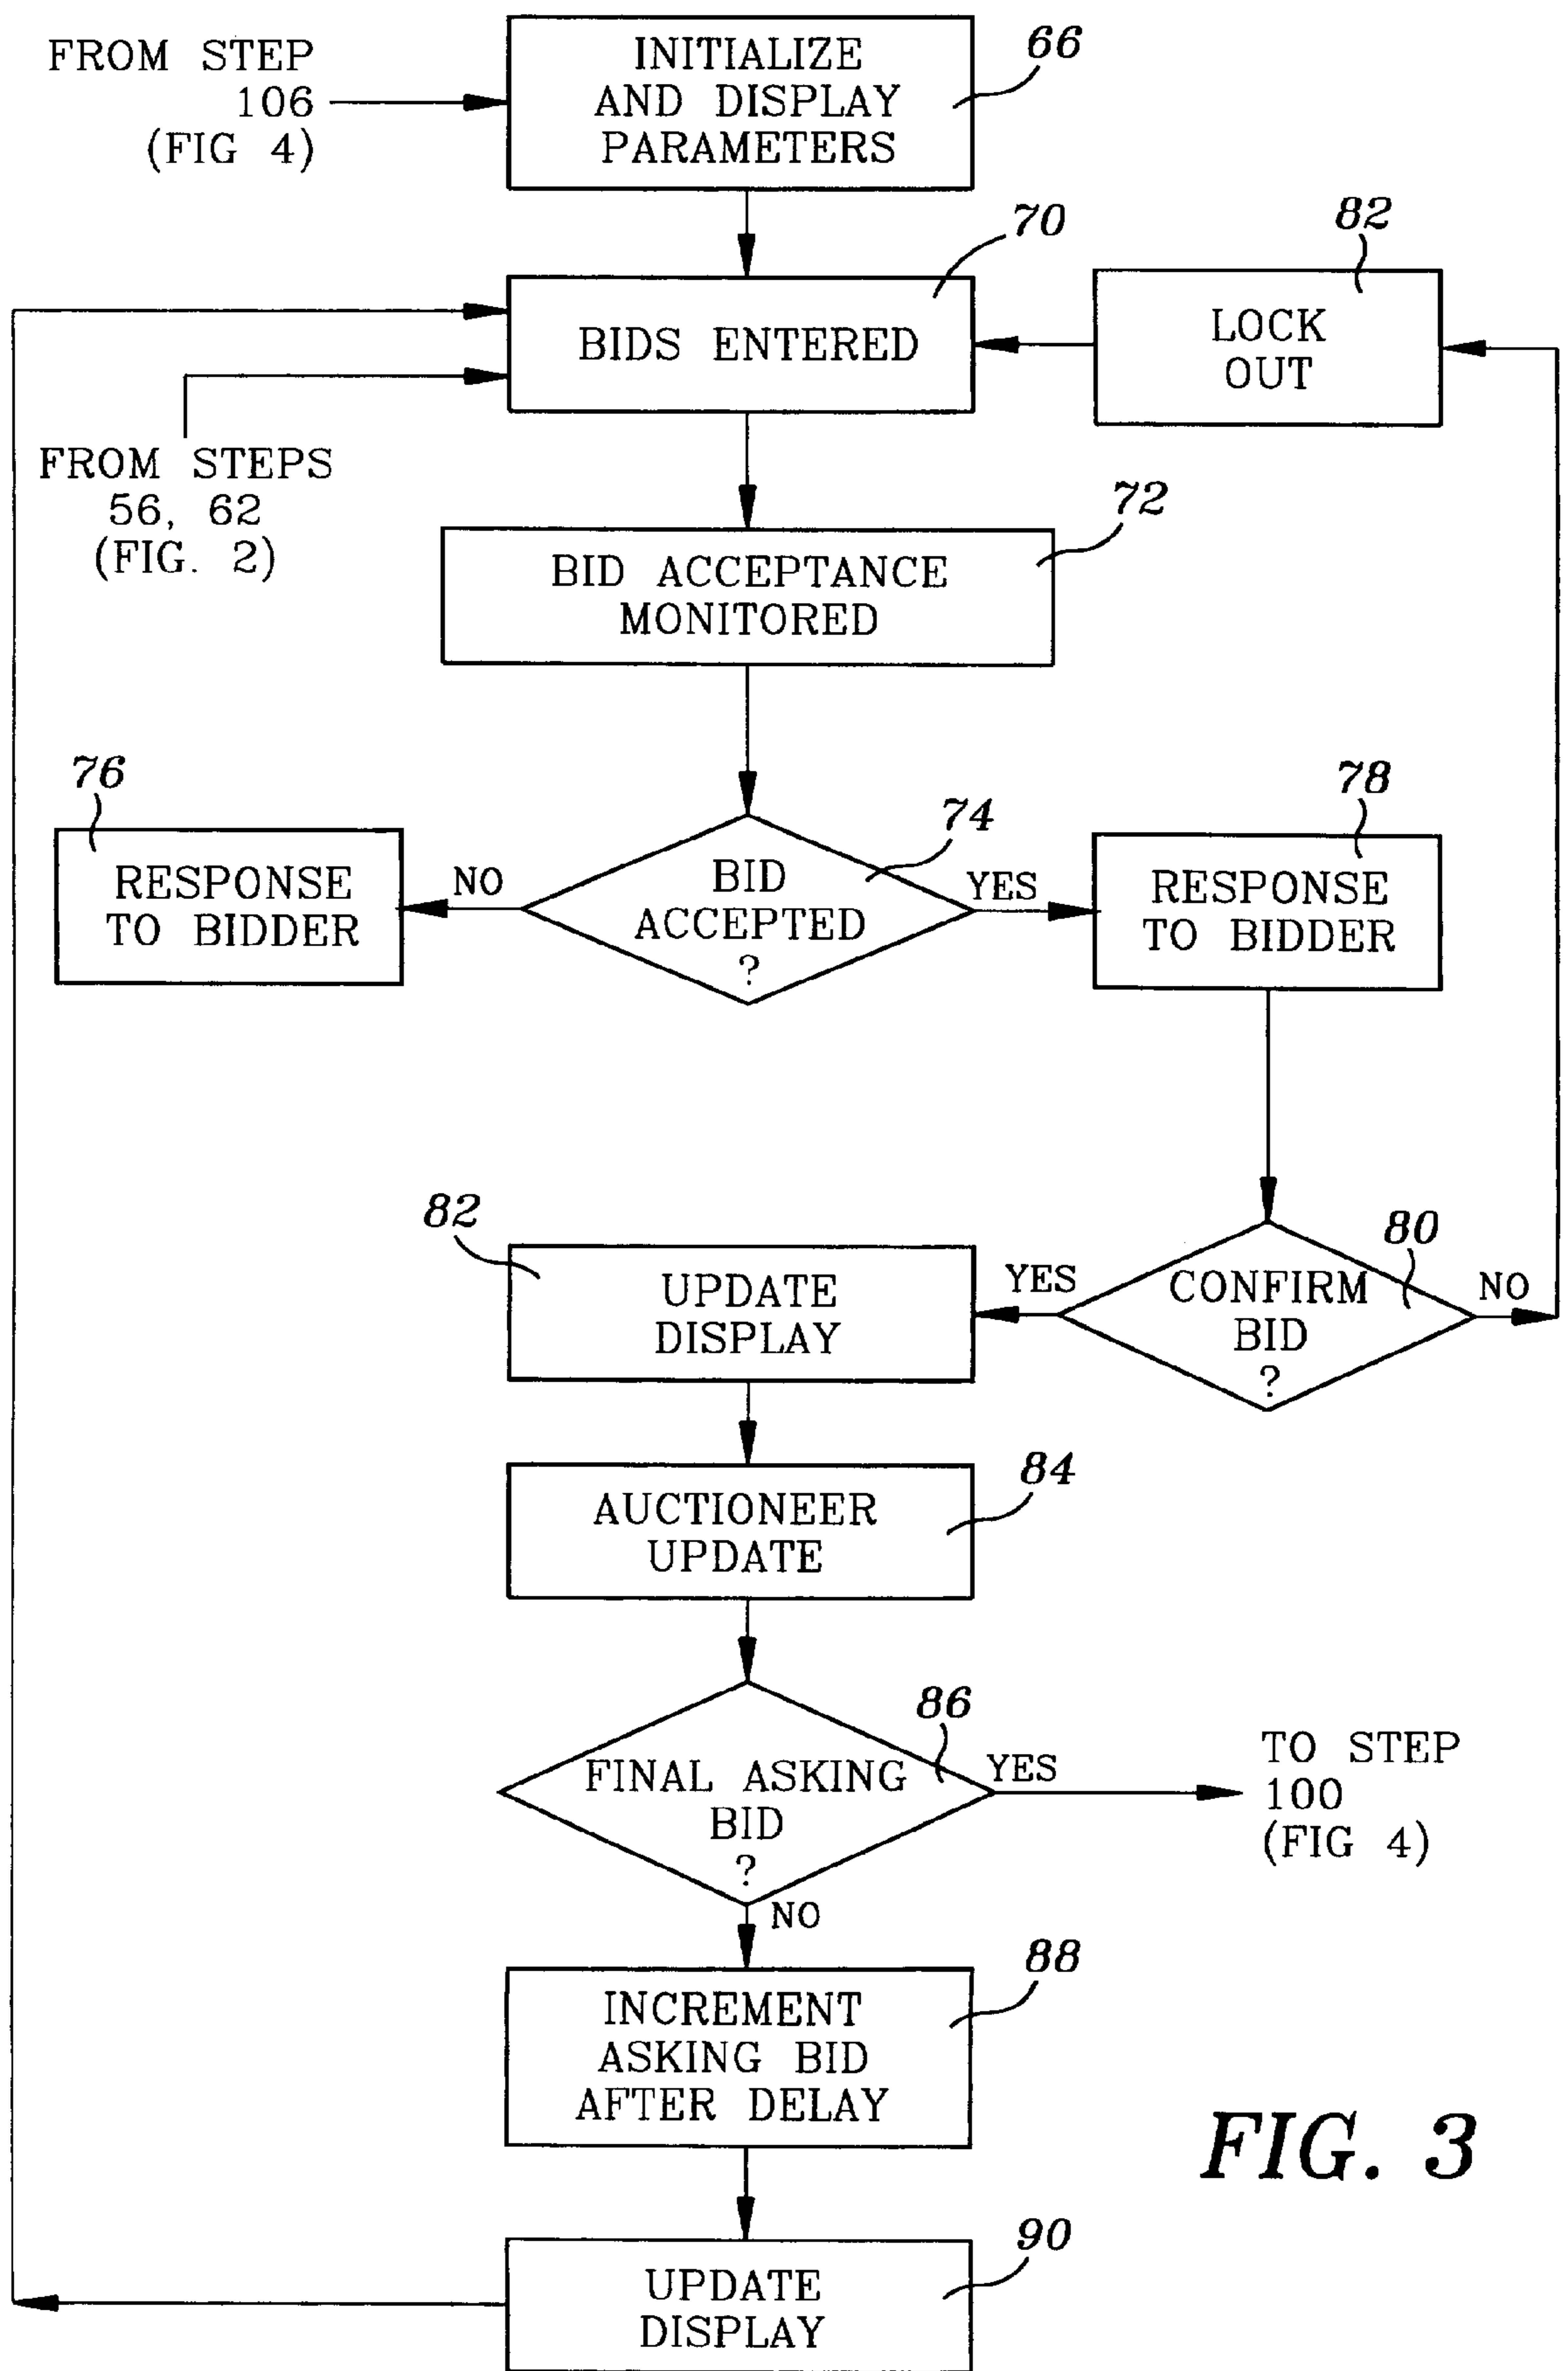 FROM STEP
106
(FIG 4)
INITIALIZE
AND DISPLAY
PARAMETERS
66
70
82
BIDS ENTERED
LOCK
OUT
FROM STEPS
56, 62
(FIG. 2)
72
BID ACCEPTANCE
MONITORED
76
74
78
RESPONSE
TO BIDDER
NO
BID
ACCEPTED
?
YES
RESPONSE
TO BIDDER
82
80
UPDATE
DISPLAY
YES
CONFIRM
BID
?
NO
84
AUCTIONEER
UPDATE
86
FINAL ASKING
BID
?
YES
TO STEP
100
(FIG 4)
NO
88
INCREMENT
ASKING BID
AFTER DELAY
FIG. 3
90
UPDATE
DISPLAY